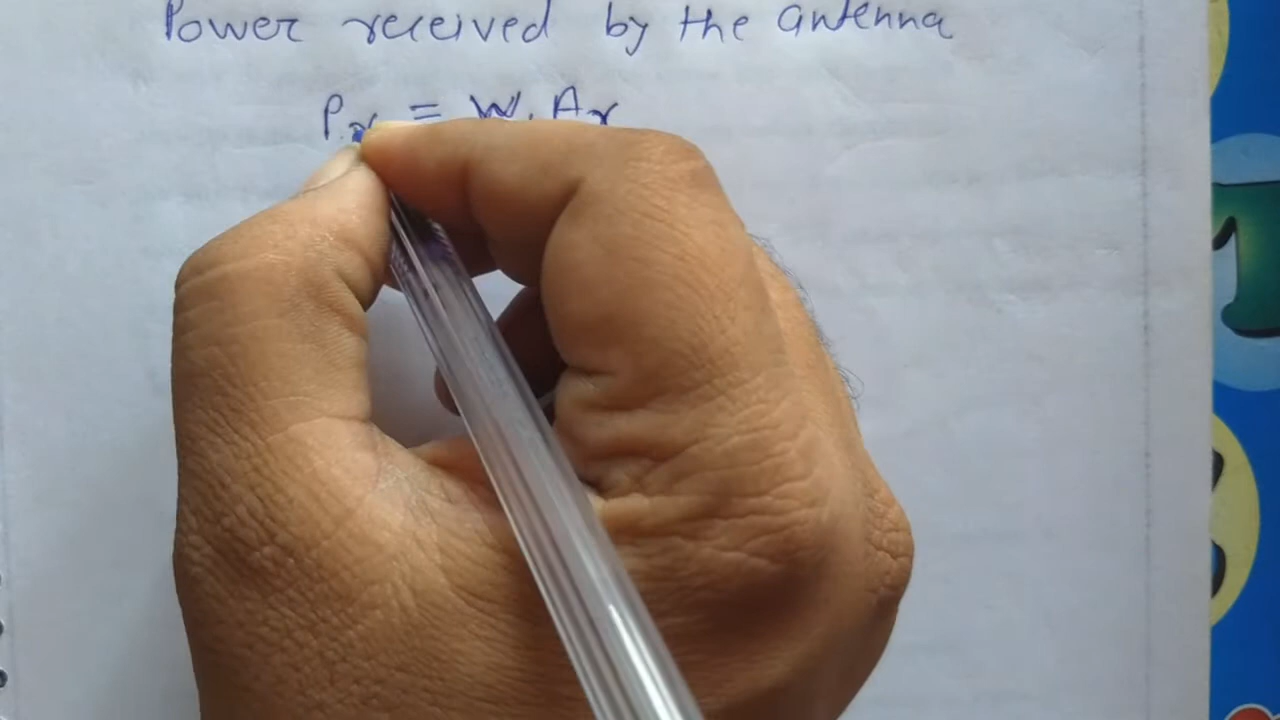 Power received by the antenna
Pr = W. Ar